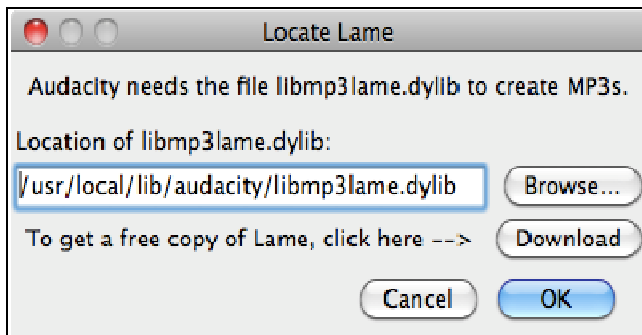 Locate Lame
Audacity needs the file libmp3lame.dylib to create MP3s.
Location of libmp3lame.dylib:
/usr/local/lib/audacity/libmp3lame.dylib
Browse...
To get a free copy of Lame, click here -->
Download
Cancel
OK